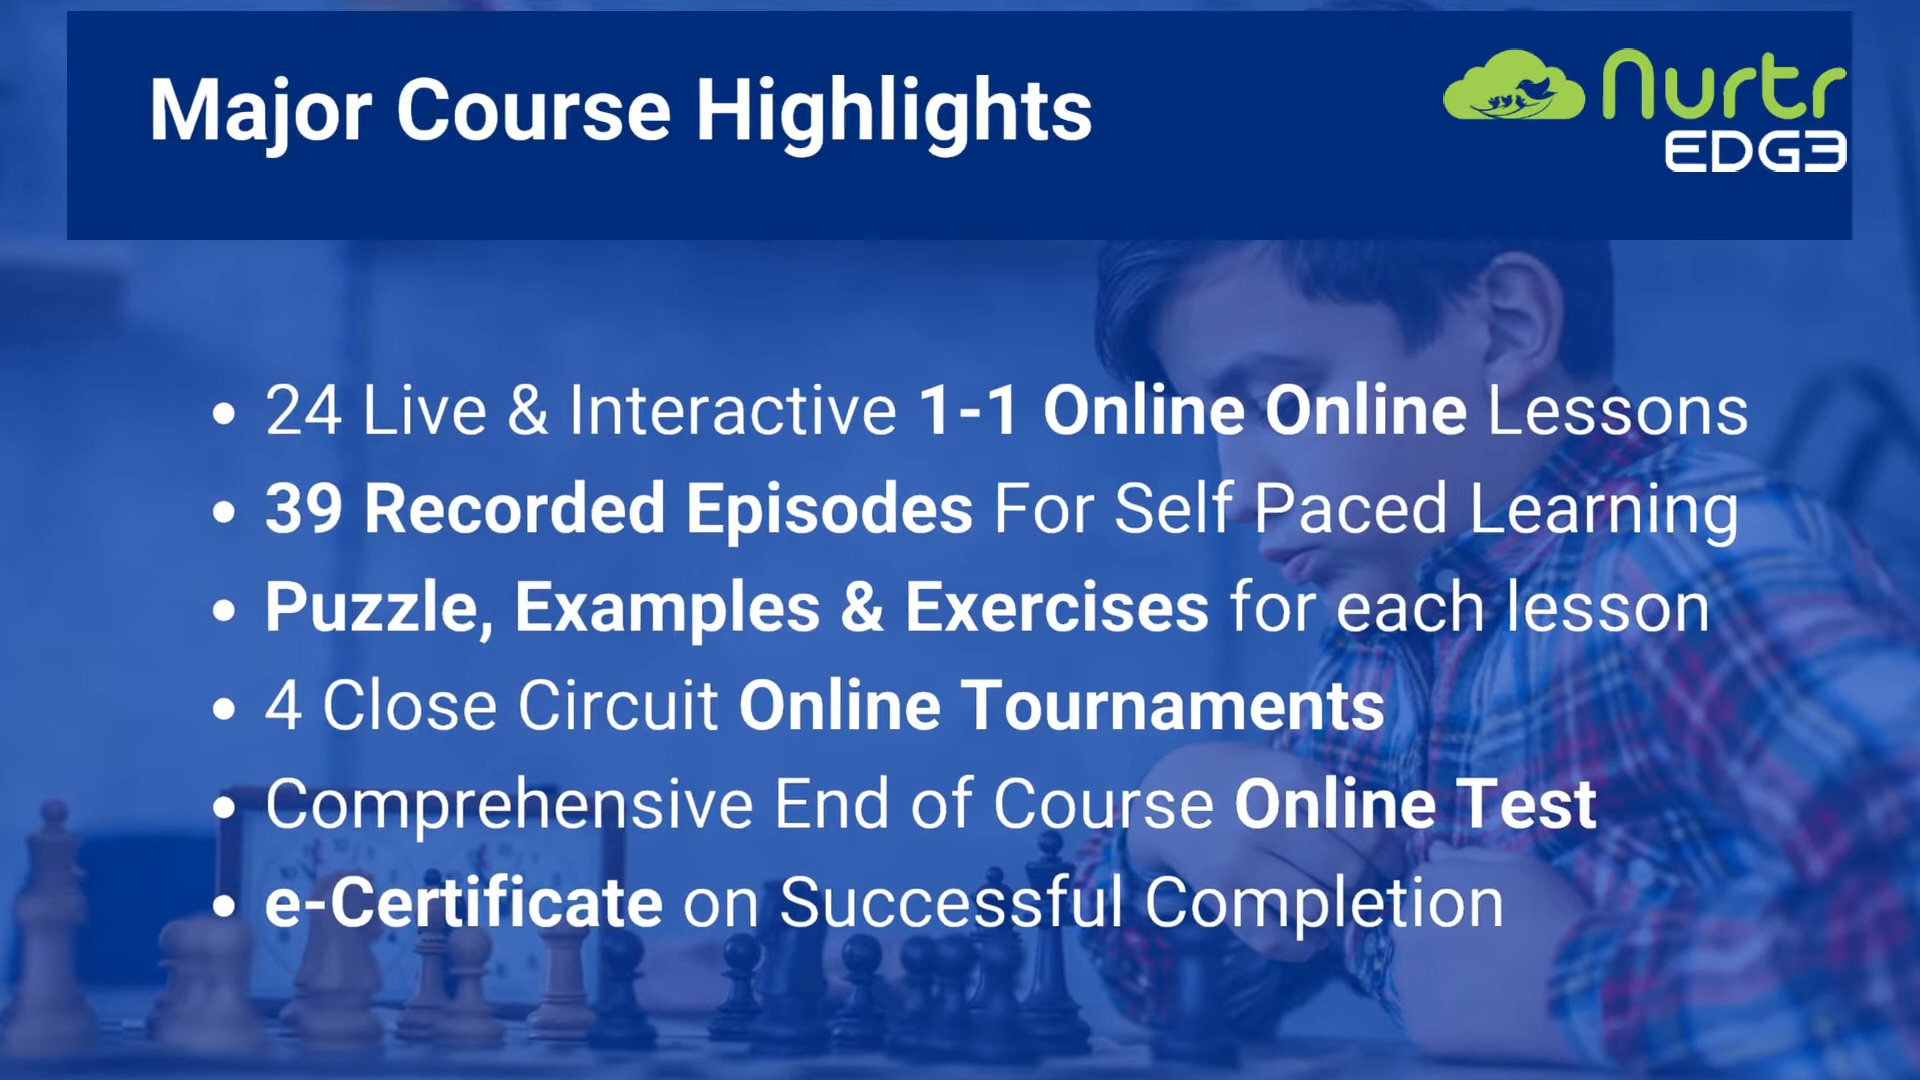 Major Course Highlights
Nurtr
EDG3
• 24 Live & Interactive 1-1 Online Online Lessons
• 39 Recorded Episodes For Self Paced Learning
• Puzzle, Examples & Exercises for each lesson
• 4 Close Circuit Online Tournaments
• Comprehensive End of Course Online Test
• e-Certificate on Successful Completion